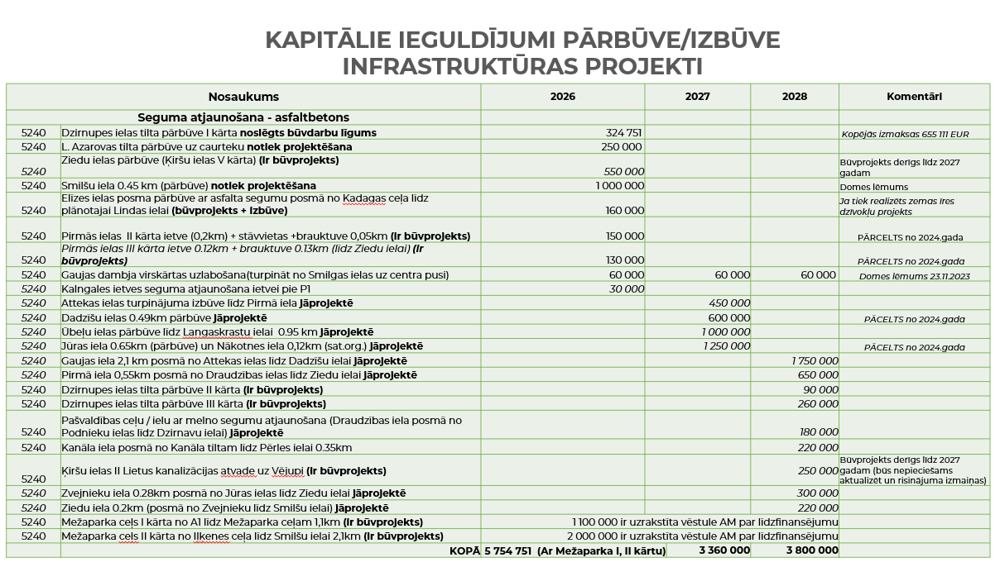 KAPITĀLIE IEGULDĪJUMI PĀRBŪVE/IZBŪVE
INFRASTRUKTŪRAS PROJEKTI
Nosaukums 2026 2027 2028 Komentāri
Seguma atjaunošana - asfaltbetons
5240 Dzirnupes ielas tilta pārbūve I kārta noslēgts būvdarbu līgums 324 751 Kopējās izmaksas 655 111 EUR
5240 L. Azarovas tilta pārbūve uz caurteku notiek projektēšana 250 000
5240 Ziedu ielas pārbūve (Ķiršu ielas V kārta) (ir būvprojekts) 550 000 Būvprojekts derīgs līdz 2027
gadam
5240 Smilšu iela 0.45 km (pārbūve) notiek projektēšana 1 000 000 Domes lēmums
Elīzes ielas posma pārbūve ar asfalta segumu posmā no Kadagas ceļa līdz
plānotajai Lindas ielai (būvprojekts + izbūve)
5240 160 000 Ja tiek realizēts zemas īres
dzīvokļu projekts
5240 Pirmās ielas  II kārta ietve (0,2km) + stāvvietas +brauktuve 0,05km (ir būvprojekts) 150 000 PĀRCELTS no 2024.gada
Pirmās ielas III kārta ietve 0.12km + brauktuve 0.13km (līdz Ziedu ielai) (ir
būvprojekts)
5240 130 000 PĀRCELTS no 2024.gada
5240 Gaujas dambja virskārtas uzlabošana(turpināt no Smilgas ielas uz centra pusi) 60 000 60 000 60 000 Domes lēmums 23.11.2023
5240 Kalngales ietves seguma atjaunošana ietvei pie P1 30 000
5240 Attekas ielas turpinājuma izbūve līdz Pirmā iela jāprojektē 450 000
5240 Dadzīšu ielas 0.49km pārbūve jāprojektē 600 000 PĀCELTS no 2024.gada
5240 Ūbeļu ielas pārbūve līdz Langaskrastu ielai  0.95 km jāprojektē 1 000 000
5240 Jūras iela 0.65km (pārbūve) un Nākotnes iela 0,12km (sat.org.) jāprojektē 1 250 000 PĀCELTS no 2024.gada
5240 Gaujas iela 2,1 km posmā no Attekas ielas līdz Dadzīšu ielai jāprojektē 1 750 000
5240 Pirmā iela 0,55km posmā no Draudzības ielas līdz Ziedu ielai jāprojektē 650 000
5240 Dzirnupes ielas tilta pārbūve II kārta (ir būvprojekts) 90 000
5240 Dzirnupes ielas tilta pārbūve III kārta (ir būvprojekts) 260 000
Pašvaldības ceļu / ielu ar melno segumu atjaunošana (Draudzības iela posmā no
5240 Podnieku ielas līdz Dzirnavu ielai) jāprojektē 180 000
5240 Kanāla iela posmā no Kanāla tiltam līdz Pērles ielai 0.35km 220 000
5240 Ķiršu ielas II Lietus kanalizācijas atvade uz Vējupi (ir būvprojekts) 250 000 Būvprojekts derīgs līdz 2027
gadam (būs nepieciešams
aktualizēt un risinājuma izmaiņas)
5240 Zvejnieku iela 0.28km posmā no Jūras ielas līdz Ziedu ielai jāprojektē 300 000
5240 Ziedu iela 0.2km (posmā no Zvejnieku līdz Smilšu ielai) jāprojektē 220 000
5240 Mežaparka ceļš I kārta no A1 līdz Mežaparka ceļam 1,1km (ir būvprojekts) 1 100 000 ir uzrakstīta vēstule AM par līdzfinansējumu
5240 Mežaparka ceļš II kārta no Iļķenes ceļa līdz Smilšu ielai 2,1km (ir būvprojekts) 2 000 000 ir uzrakstīta vēstule AM par līdzfinansējumu
KOPĀ 5 754 751  (Ar Mežaparka I, II kārtu) 3 360 000 3 800 000